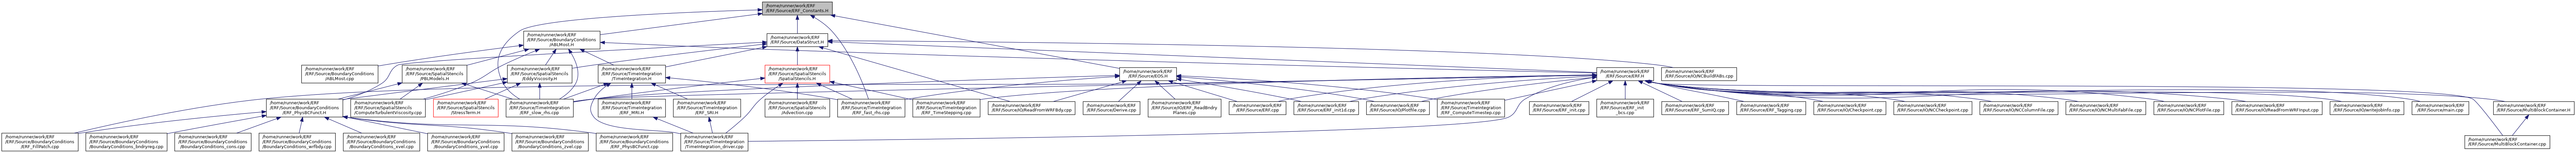 /home/runner/work/ERF
/ERF/Source/ERF_Constants.H
/home/runner/work/ERF
/ERF/Source/BoundaryConditions
/ABLMost.H
/home/runner/work/ERF
/ERF/Source/DataStruct.H
/home/runner/work/ERF
/ERF/Source/BoundaryConditions
/ABLMost.cpp
/home/runner/work/ERF
/ERF/Source/SpatialStencils
/PBLModels.H
/home/runner/work/ERF
/ERF/Source/SpatialStencils
/EddyViscosity.H
/home/runner/work/ERF
/ERF/Source/TimeIntegration
/TimeIntegration.H
/home/runner/work/ERF
/ERF/Source/SpatialStencils
/SpatialStencils.H
/home/runner/work/ERF
/ERF/Source/EOS.H
/home/runner/work/ERF
/ERF/Source/ERF.H
/home/runner/work/ERF
/ERF/Source/IO/NCBuildFABs.cpp
/home/runner/work/ERF
/ERF/Source/BoundaryConditions
/ERF_PhysBCFunct.H
/home/runner/work/ERF
/ERF/Source/SpatialStencils
/ComputeTurbulentViscosity.cpp
/home/runner/work/ERF
/ERF/Source/SpatialStencils
/StressTerm.H
/home/runner/work/ERF
/ERF/Source/TimeIntegration
/ERF_slow_rhs.cpp
/home/runner/work/ERF
/ERF/Source/TimeIntegration
/ERF_MRI.H
/home/runner/work/ERF
/ERF/Source/TimeIntegration
/ERF_SRI.H
/home/runner/work/ERF
/ERF/Source/SpatialStencils
/Advection.cpp
/home/runner/work/ERF
/ERF/Source/TimeIntegration
/ERF_fast_rhs.cpp
/home/runner/work/ERF
/ERF/Source/TimeIntegration
/ERF_TimeStepping.cpp
/home/runner/work/ERF
/ERF/Source/IO/ReadFromWRFBdy.cpp
/home/runner/work/ERF
/ERF/Source/Derive.cpp
/home/runner/work/ERF
/ERF/Source/IO/ERF_ReadBndry
Planes.cpp
/home/runner/work/ERF
/ERF/Source/ERF.cpp
/home/runner/work/ERF
/ERF/Source/ERF_init1d.cpp
/home/runner/work/ERF
/ERF/Source/IO/Plotfile.cpp
/home/runner/work/ERF
/ERF/Source/TimeIntegration
/ERF_ComputeTimestep.cpp
/home/runner/work/ERF
/ERF/Source/ERF_init.cpp
/home/runner/work/ERF
/ERF/Source/ERF_init
_bcs.cpp
/home/runner/work/ERF
/ERF/Source/ERF_SumIQ.cpp
/home/runner/work/ERF
/ERF/Source/ERF_Tagging.cpp
/home/runner/work/ERF
/ERF/Source/IO/Checkpoint.cpp
/home/runner/work/ERF
/ERF/Source/IO/NCCheckpoint.cpp
/home/runner/work/ERF
/ERF/Source/IO/NCColumnFile.cpp
/home/runner/work/ERF
/ERF/Source/IO/NCMultiFabFile.cpp
/home/runner/work/ERF
/ERF/Source/IO/NCPlotFile.cpp
/home/runner/work/ERF
/ERF/Source/IO/ReadFromWRFInput.cpp
/home/runner/work/ERF
/ERF/Source/IO/writeJobInfo.cpp
/home/runner/work/ERF
/ERF/Source/main.cpp
/home/runner/work/ERF
/ERF/Source/MultiBlockContainer.H
/home/runner/work/ERF
/ERF/Source/BoundaryConditions
/ERF_FillPatch.cpp
/home/runner/work/ERF
/ERF/Source/BoundaryConditions
/BoundaryConditions_bndryreg.cpp
/home/runner/work/ERF
/ERF/Source/BoundaryConditions
/BoundaryConditions_cons.cpp
/home/runner/work/ERF
/ERF/Source/BoundaryConditions
/BoundaryConditions_wrfbdy.cpp
/home/runner/work/ERF
/ERF/Source/BoundaryConditions
/BoundaryConditions_xvel.cpp
/home/runner/work/ERF
/ERF/Source/BoundaryConditions
/BoundaryConditions_yvel.cpp
/home/runner/work/ERF
/ERF/Source/BoundaryConditions
/BoundaryConditions_zvel.cpp
/home/runner/work/ERF
/ERF/Source/BoundaryConditions
/ERF_PhysBCFunct.cpp
/home/runner/work/ERF
/ERF/Source/TimeIntegration
/TimeIntegration_driver.cpp
/home/runner/work/ERF
/ERF/Source/MultiBlockContainer.cpp